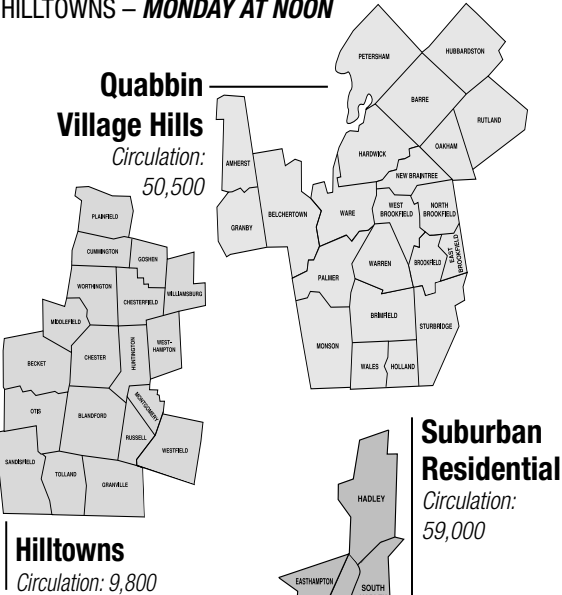 HILLTOWNS – MONDAY AT NOON
Quabbin
Village Hills
Circulation:
50,500
PETERSHAM
HUBBARDSTON
BARRE
RUTLAND
OAKHAM
HARDWICK
NEW BRAINTREE
AMHERST
BELCHERTOWN
GRANBY
WARE
WEST
BROOKFIELD
NORTH
BROOKFIELD
EAST
BROOKFIELD
BROOKFIELD
WARREN
PALMER
BRIMFIELD
STURBRIDGE
MONSON
WALES
HOLLAND
PLAINFIELD
CUMMINGTON
GOSHEN
WORTHINGTON
CHESTERFIELD
WILLIAMSBURG
MIDDLEFIELD
WEST-
HAMPTON
HUNTINGTON
CHESTER
BECKET
MONTGOMERY
OTIS
BLANDFORD
RUSSELL
WESTFIELD
SANDISFIELD
TOLLAND
GRANVILLE
Hilltowns
Circulation: 9,800
Suburban
Residential
Circulation:
59,000
HADLEY
EASTHAMPTON
SOUTH